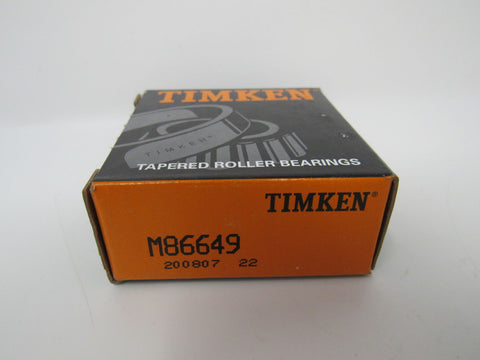 TIMKEN
TIMKEN®
TAPERED ROLLER BEARINGS
TIMKEN®
M86649
200807 22